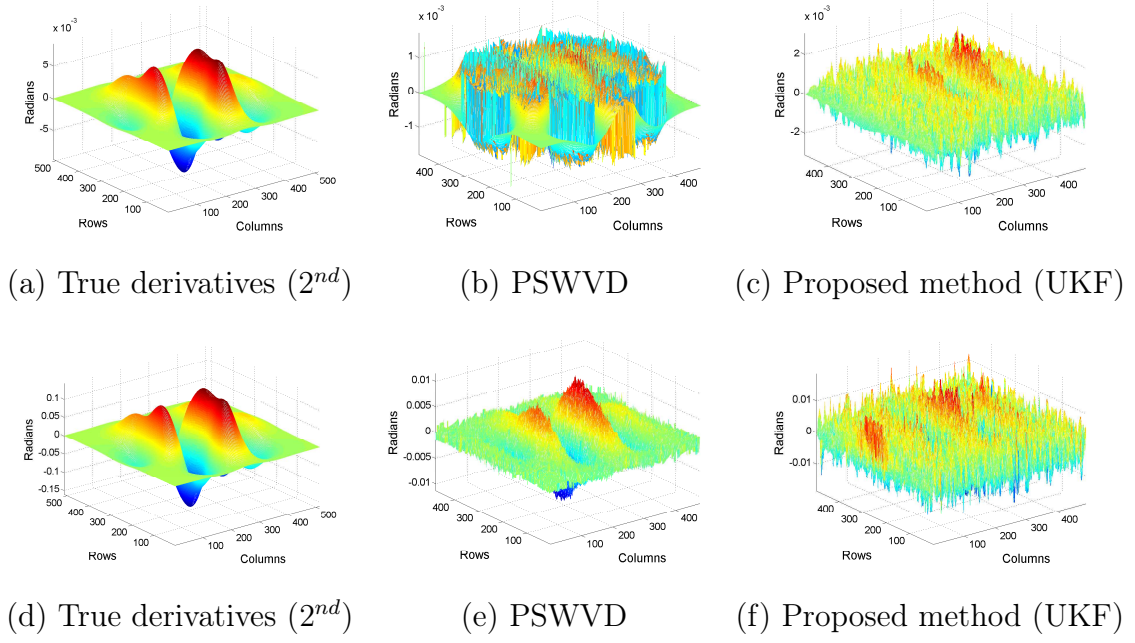 x 10⁻³
x 10⁻³
x 10⁻³
5
0
-5
Radians
500
400
300
200
100
Rows
100
200
300
400
500
Columns
1
0
-1
Radians
400
300
200
100
Rows
100
200
300
400
Columns
2
0
-2
Radians
400
300
200
100
Rows
100
200
300
400
Columns
(a) True derivatives (2ⁿᵈ)
(b) PSWVD
(c) Proposed method (UKF)
0.1
0.05
0
-0.05
-0.1
-0.15
Radians
500
400
300
200
100
Rows
100
200
300
400
500
Columns
0.01
0.005
0
-0.005
-0.01
Radians
400
300
200
100
Rows
100
200
300
400
Columns
0.01
0
-0.01
Radians
400
300
200
100
Rows
100
200
300
400
Columns
(d) True derivatives (2ⁿᵈ)
(e) PSWVD
(f) Proposed method (UKF)